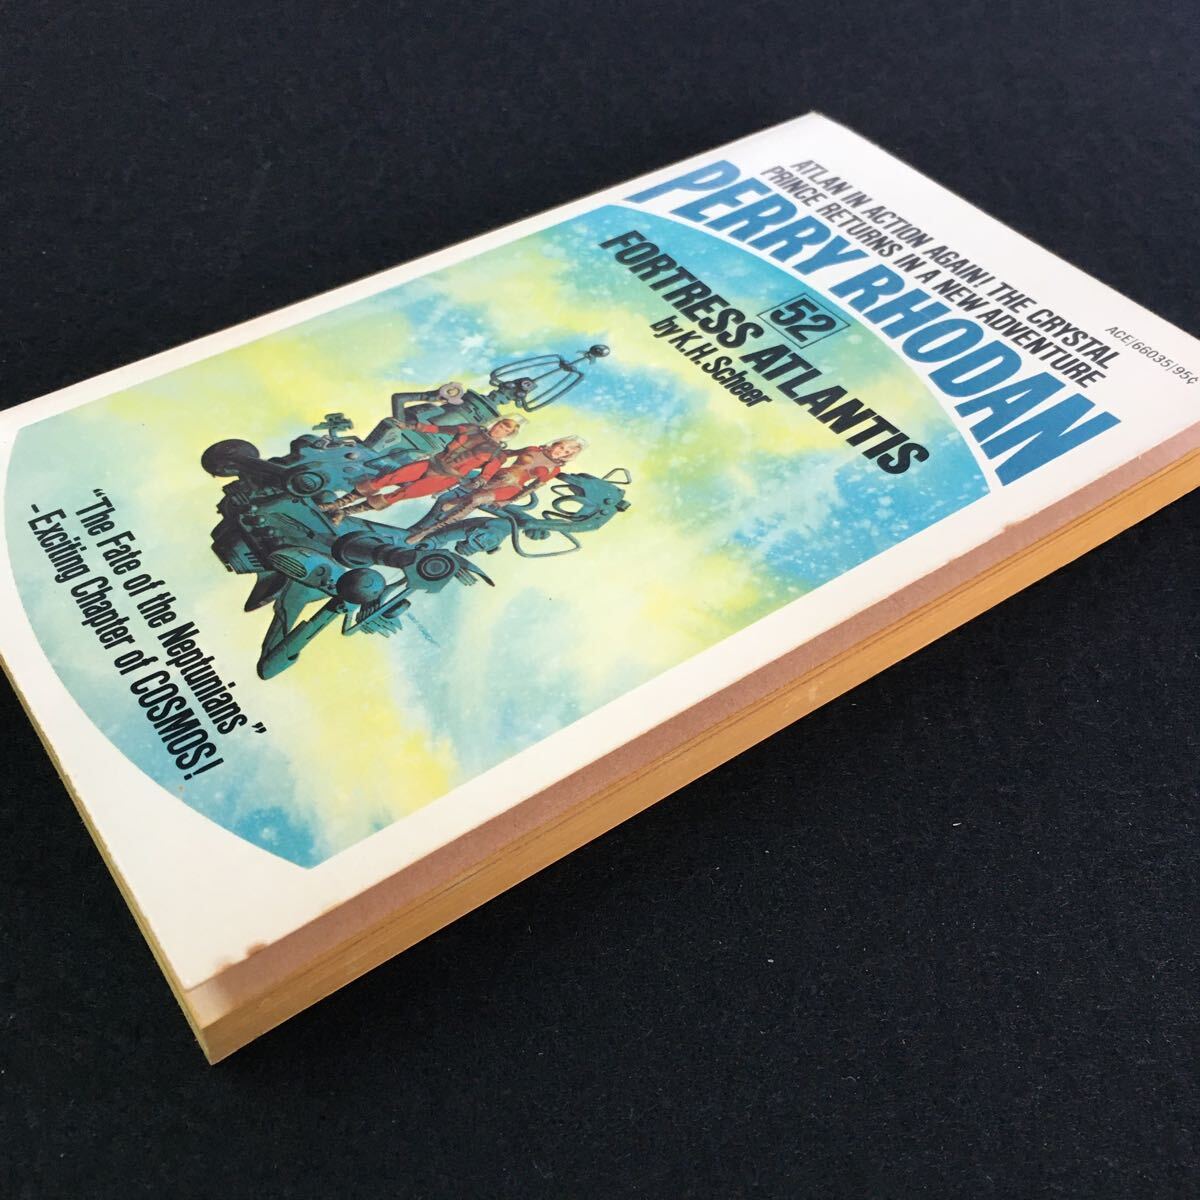 ATLAN IN ACTION AGAIN! THE CRYSTAL
PRINCE RETURNS IN A NEW ADVENTURE
ACE/66035/95¢
PERRY RHODAN
52
FORTRESS ATLANTIS
by K.H. Scheer
"The Fate of the Neptunians"
–Exciting Chapter of COSMOS!